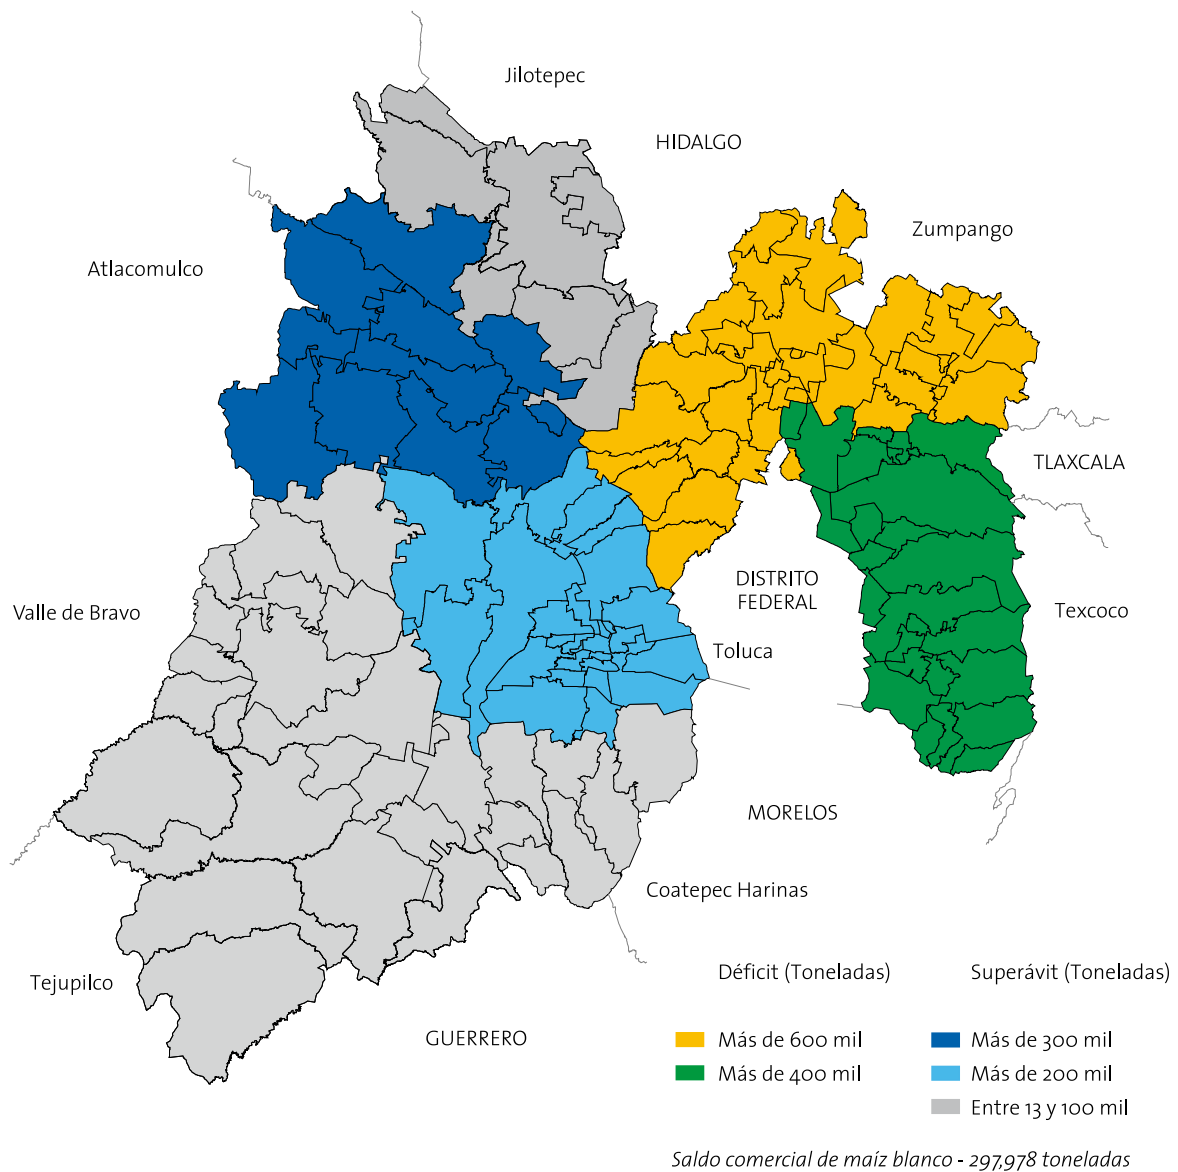 Jilotepec
HIDALGO
Zumpango
Atlacomulco
TLAXCALA
DISTRITO
FEDERAL
Valle de Bravo
Texcoco
Toluca
MORELOS
Coatepec Harinas
Tejupilco
GUERRERO
Déficit (Toneladas)
Más de 600 mil
Más de 400 mil
Superávit (Toneladas)
Más de 300 mil
Más de 200 mil
Entre 13 y 100 mil
Saldo comercial de maíz blanco - 297,978 toneladas